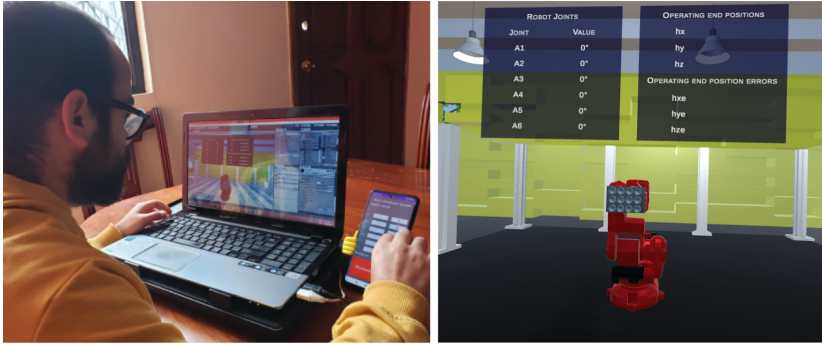 ROBOT JOINTS
JOINT VALUE
A1 0°
A2 0°
A3 0°
A4 0°
A5 0°
A6 0°
OPERATING END POSITIONS
hx
hy
hz
OPERATING END POSITION ERRORS
hxe
hye
hze